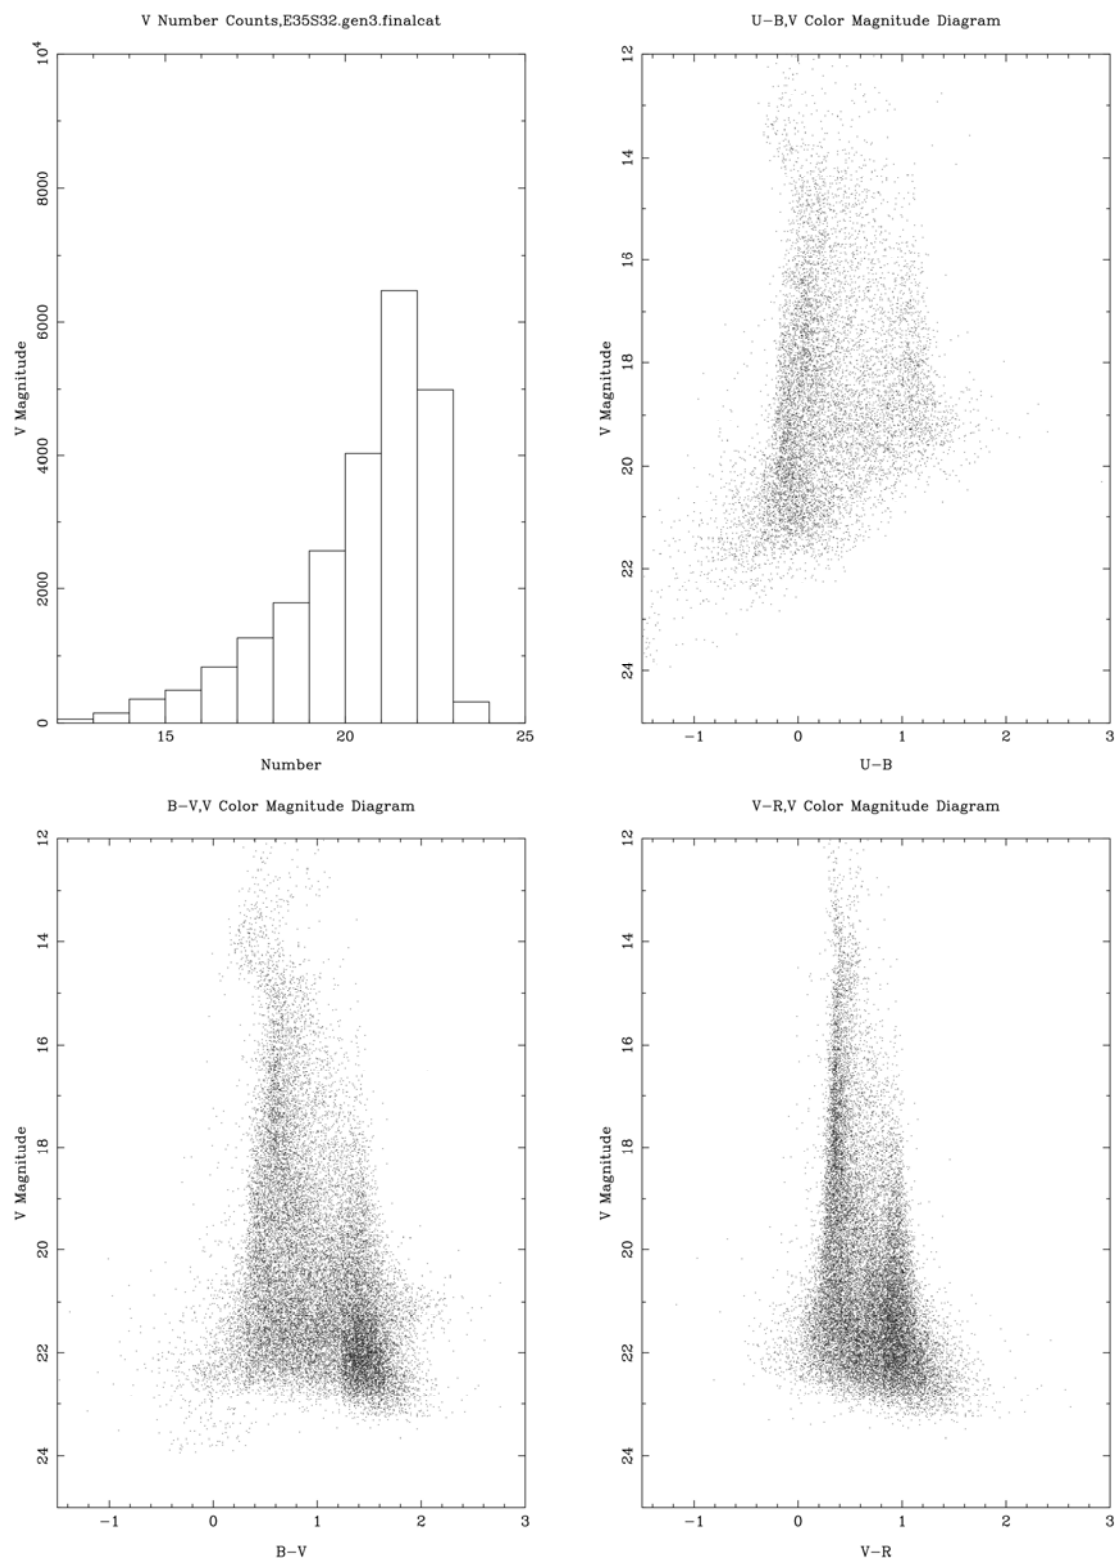 V Number Counts,E35S32.gen3.finalcat
V Magnitude
10^4
8000
6000
4000
2000
0
15 20 25
Number
U-B,V Color Magnitude Diagram
V Magnitude
12
14
16
18
20
22
24
-1 0 1 2 3
U-B
B-V,V Color Magnitude Diagram
V Magnitude
12
14
16
18
20
22
24
-1 0 1 2 3
B-V
V-R,V Color Magnitude Diagram
V Magnitude
12
14
16
18
20
22
24
-1 0 1 2 3
V-R